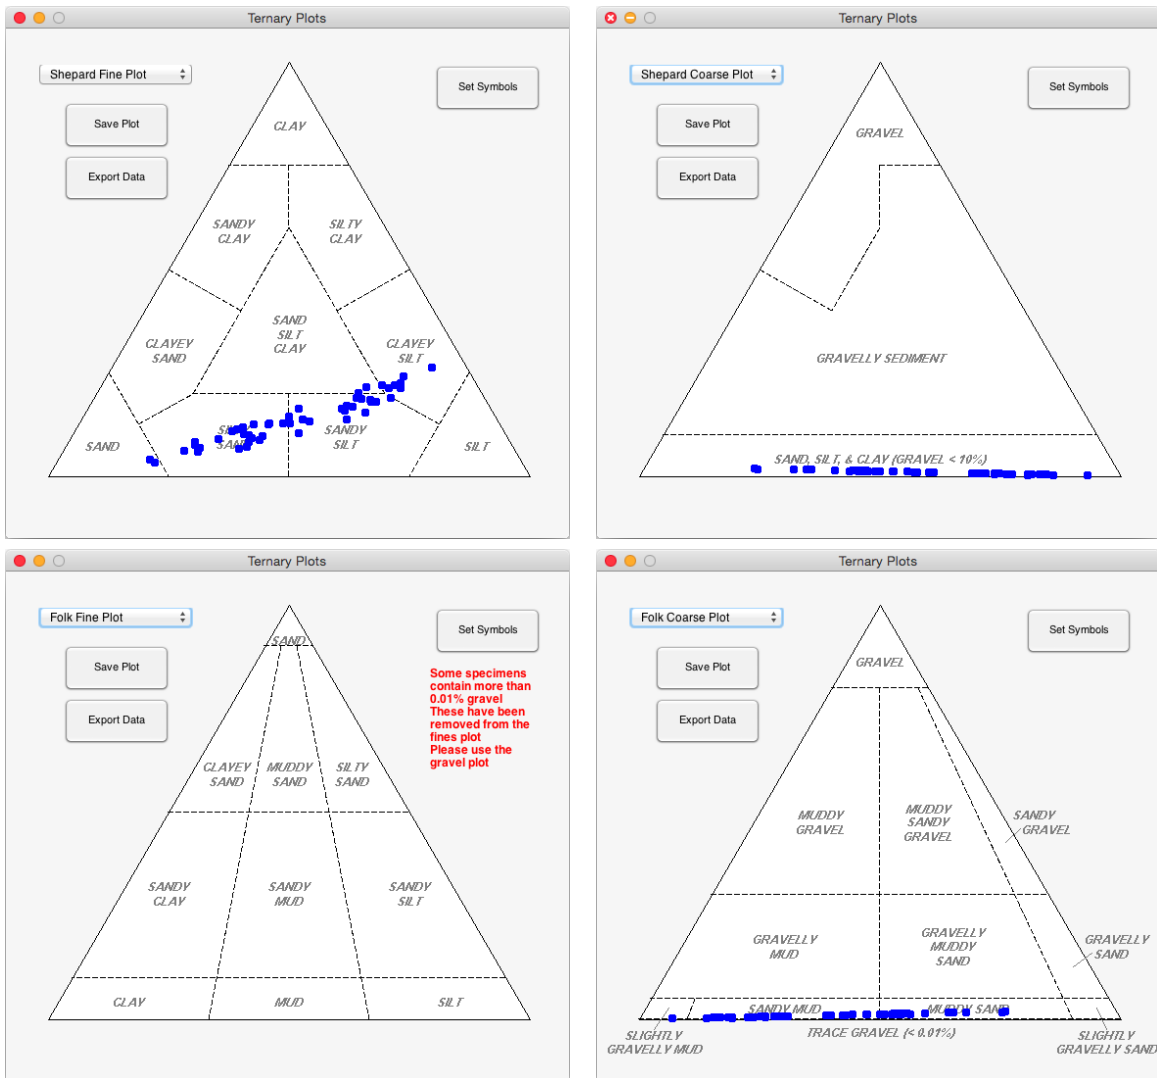 Ternary Plots
Shepard Fine Plot
Set Symbols
Save Plot
Export Data
CLAY
SANDY
CLAY
SILTY
CLAY
SAND
SILT
CLAY
CLAYEY
SAND
CLAYEY
SILT
SAND
SILTY
SAND
SANDY
SILT
SILT
Ternary Plots
Shepard Coarse Plot
Set Symbols
Save Plot
Export Data
GRAVEL
GRAVELLY SEDIMENT
SAND, SILT, & CLAY (GRAVEL < 10%)
Ternary Plots
Folk Fine Plot
Set Symbols
Save Plot
Export Data
Some specimens
contain more than
0.01% gravel
These have been
removed from the
fines plot
Please use the
gravel plot
SAND
CLAYEY
SAND
MUDDY
SAND
SILTY
SAND
SANDY
CLAY
SANDY
MUD
SANDY
SILT
CLAY
MUD
SILT
Ternary Plots
Folk Coarse Plot
Set Symbols
Save Plot
Export Data
GRAVEL
MUDDY
GRAVEL
MUDDY
SANDY
GRAVEL
SANDY
GRAVEL
GRAVELLY
MUD
GRAVELLY
MUDDY
SAND
GRAVELLY
SAND
SANDY MUD
MUDDY SAND
SLIGHTLY
GRAVELLY MUD
TRACE GRAVEL (< 0.01%)
SLIGHTLY
GRAVELLY SAND